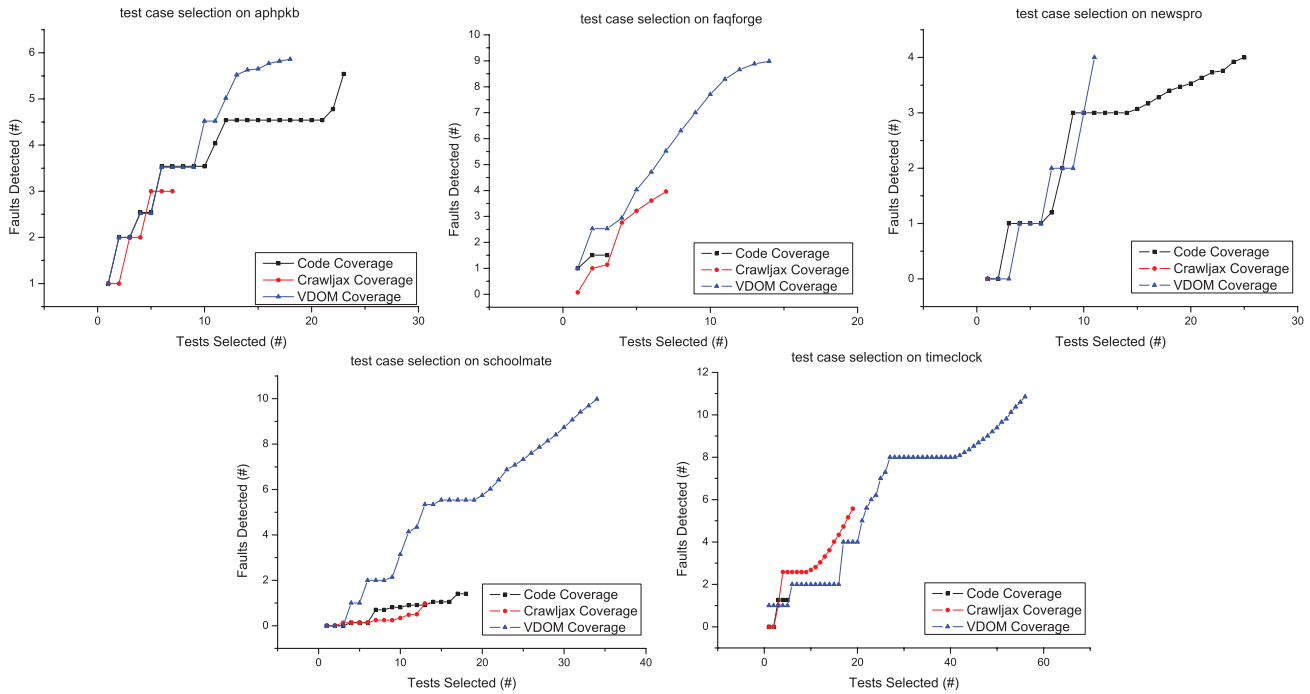 test case selection on aphpkb
6
5
4
3
2
1
Faults Detected (#)
Code Coverage
Crawljax Coverage
VDOM Coverage
0
10
20
30
Tests Selected (#)
test case selection on faqforge
10
9
8
7
6
5
4
3
2
1
0
Faults Detected (#)
Code Coverage
Crawljax Coverage
VDOM Coverage
0
10
20
Tests Selected (#)
test case selection on newspro
4
3
2
1
0
Faults Detected (#)
Code Coverage
Crawljax Coverage
VDOM Coverage
0
10
20
30
Tests Selected (#)
test case selection on schoolmate
10
8
6
4
2
0
Faults Detected (#)
Code Coverage
Crawljax Coverage
VDOM Coverage
0
10
20
30
40
Tests Selected (#)
test case selection on timeclock
12
10
8
6
4
2
0
Faults Detected (#)
Code Coverage
Crawljax Coverage
VDOM Coverage
0
20
40
60
Tests Selected (#)